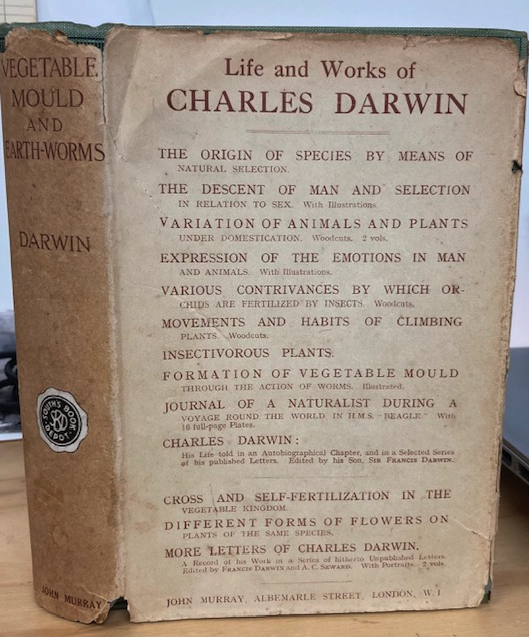 VEGETABLE
MOULD
AND
EARTH-WORMS
DARWIN
SOUTH'S BOOK
DEPOT
JOHN MURRAY
Life and Works of
CHARLES DARWIN
THE ORIGIN OF SPECIES BY MEANS OF
NATURAL SELECTION.
THE DESCENT OF MAN AND SELECTION
IN RELATION TO SEX. With Illustrations.
VARIATION OF ANIMALS AND PLANTS
UNDER DOMESTICATION. Woodcuts. 2 vols.
EXPRESSION OF THE EMOTIONS IN MAN
AND ANIMALS. With Illustrations.
VARIOUS CONTRIVANCES BY WHICH OR-
CHIDS ARE FERTILIZED BY INSECTS. Woodcuts.
MOVEMENTS AND HABITS OF CLIMBING
PLANTS. Woodcuts.
INSECTIVOROUS PLANTS.
FORMATION OF VEGETABLE MOULD
THROUGH THE ACTION OF WORMS. Illustrated.
JOURNAL OF A NATURALIST DURING A
VOYAGE ROUND THE WORLD IN H.M.S. "BEAGLE." With
16 full-page Plates.
CHARLES DARWIN:
His Life told in an Autobiographical Chapter, and in a Selected Series
of his published Letters. Edited by his Son, SIR FRANCIS DARWIN.
CROSS AND SELF-FERTILIZATION IN THE
VEGETABLE KINGDOM.
DIFFERENT FORMS OF FLOWERS ON
PLANTS OF THE SAME SPECIES.
MORE LETTERS OF CHARLES DARWIN.
A Record of his Work in a Series of hitherto Unpublished Letters.
Edited by FRANCIS DARWIN and A. C. SEWARD. With Portraits. 2 vols.
JOHN MURRAY, ALBEMARLE STREET, LONDON, W.1